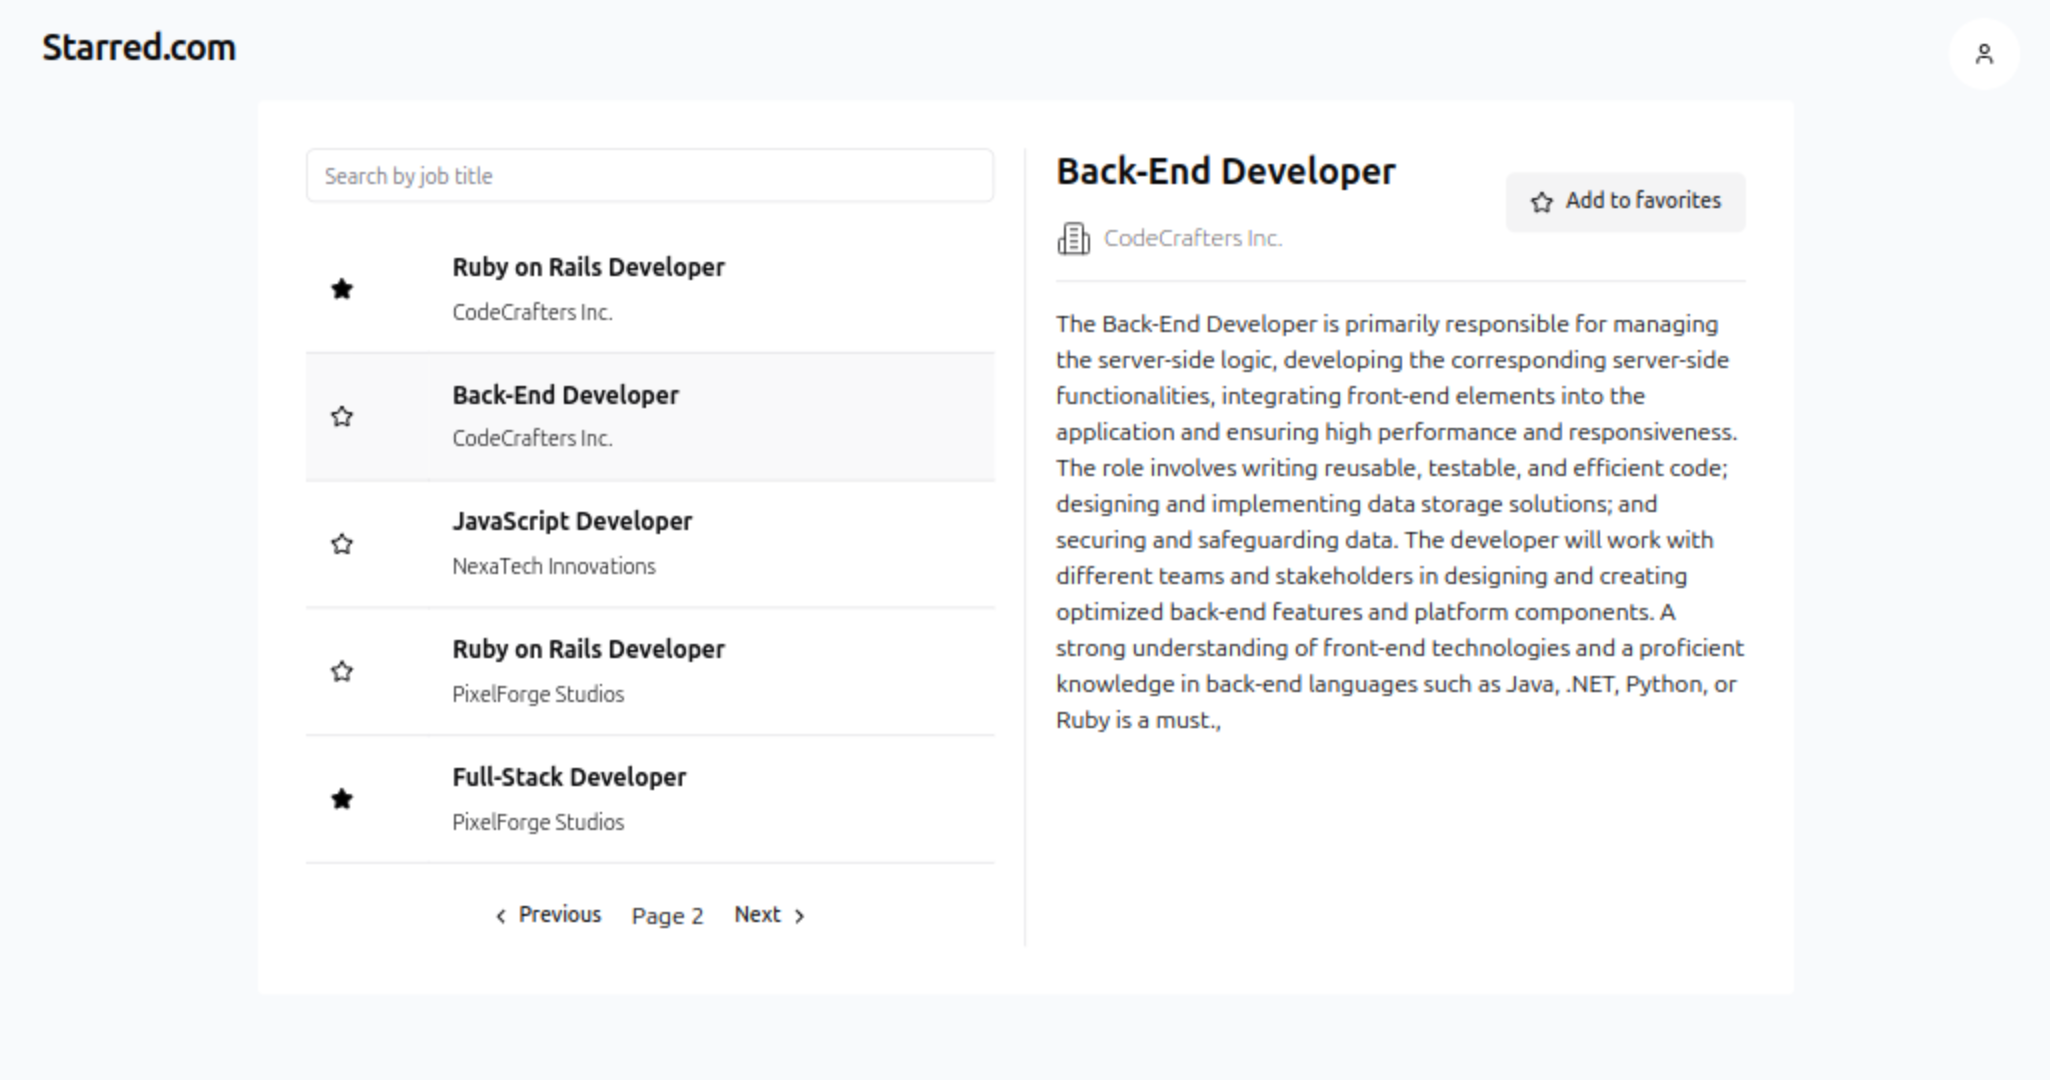 Starred.com
Search by job title
Ruby on Rails Developer
CodeCrafters Inc.
Back-End Developer
CodeCrafters Inc.
JavaScript Developer
NexaTech Innovations
Ruby on Rails Developer
PixelForge Studios
Full-Stack Developer
PixelForge Studios
Previous Page 2 Next
Back-End Developer
Add to favorites
CodeCrafters Inc.
The Back-End Developer is primarily responsible for managing
the server-side logic, developing the corresponding server-side
functionalities, integrating front-end elements into the
application and ensuring high performance and responsiveness.
The role involves writing reusable, testable, and efficient code;
designing and implementing data storage solutions; and
securing and safeguarding data. The developer will work with
different teams and stakeholders in designing and creating
optimized back-end features and platform components. A
strong understanding of front-end technologies and a proficient
knowledge in back-end languages such as Java, .NET, Python, or
Ruby is a must.,